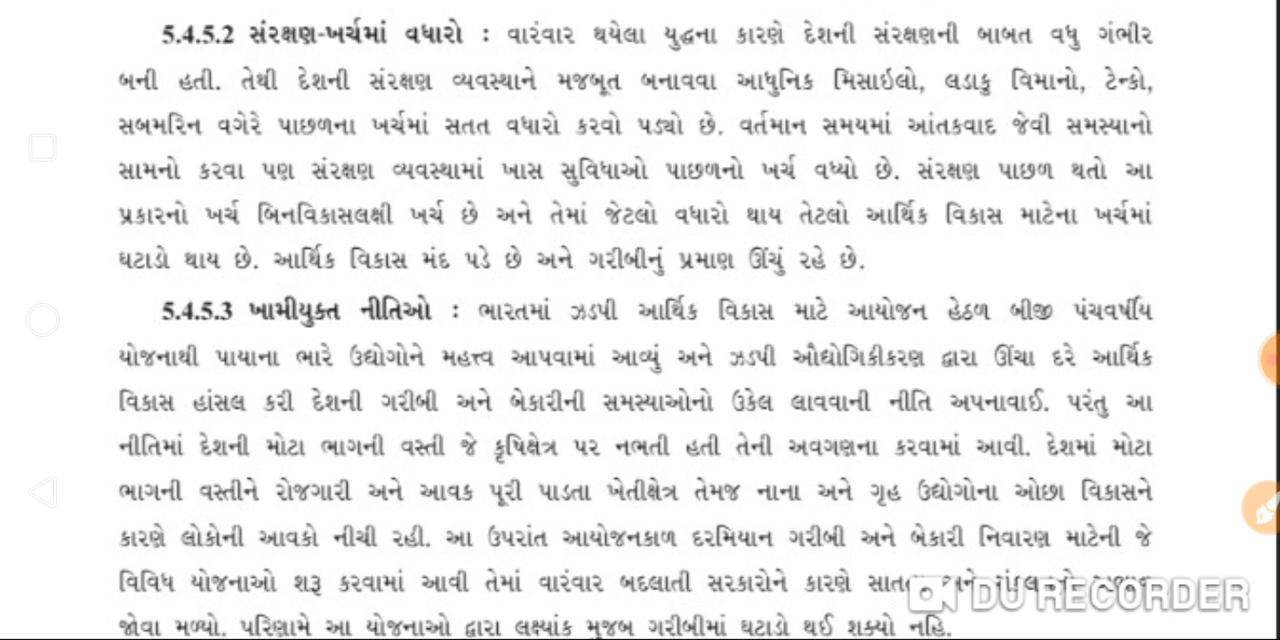 5.4.5.2 સંરક્ષણ-ખર્ચમાં વધારો : વારંવાર થયેલા યુદ્ધના કારણે દેશની સંરક્ષણની બાબત વધુ ગંભીર
બની હતી. તેથી દેશની સંરક્ષણ વ્યવસ્થાને મજબૂત બનાવવા આધુનિક મિસાઇલો, લડાકુ વિમાનો, ટેન્કો,
સબમરિન વગેરે પાછળના ખર્ચમાં સતત વધારો કરવો પડ્યો છે. વર્તમાન સમયમાં આંતકવાદ જેવી સમસ્યાનો
સામનો કરવા પણ સંરક્ષણ વ્યવસ્થામાં ખાસ સુવિધાઓ પાછળનો ખર્ચ વધ્યો છે. સંરક્ષણ પાછળ થતો આ
પ્રકારનો ખર્ચ બિનવિકાસલક્ષી ખર્ચ છે અને તેમાં જેટલો વધારો થાય તેટલો આર્થિક વિકાસ માટેના ખર્ચમાં
ઘટાડો થાય છે. આર્થિક વિકાસ મંદ પડે છે અને ગરીબીનું પ્રમાણ ઊંચું રહે છે.
5.4.5.3 ખામીયુક્ત નીતિઓ : ભારતમાં ઝડપી આર્થિક વિકાસ માટે આયોજન હેઠળ બીજી પંચવર્ષીય
યોજનાથી પાયાના ભારે ઉદ્યોગોને મહત્ત્વ આપવામાં આવ્યું અને ઝડપી ઔદ્યોગિકીકરણ દ્વારા ઊંચા દરે આર્થિક
વિકાસ હાંસલ કરી દેશની ગરીબી અને બેકારીની સમસ્યાઓનો ઉકેલ લાવવાની નીતિ અપનાવાઈ. પરંતુ આ
નીતિમાં દેશની મોટા ભાગની વસ્તી જે કૃષિક્ષેત્ર પર નભતી હતી તેની અવગણના કરવામાં આવી. દેશમાં મોટા
ભાગની વસ્તીને રોજગારી અને આવક પૂરી પાડતા ખેતીક્ષેત્ર તેમજ નાના અને ગૃહ ઉદ્યોગોના ઓછા વિકાસને
કારણે લોકોની આવકો નીચી રહી. આ ઉપરાંત આયોજનકાળ દરમિયાન ગરીબી અને બેકારી નિવારણ માટેની જે
વિવિધ યોજનાઓ શરૂ કરવામાં આવી તેમાં વારંવાર બદલાતી સરકારોને કારણે
DU RECORDER
જોવા મળ્યો. પરિણામે આ યોજનાઓ દ્વારા લક્ષ્યાંક મુજબ ગરીબીમાં ઘટાડો થઈ શક્યો નહિ.